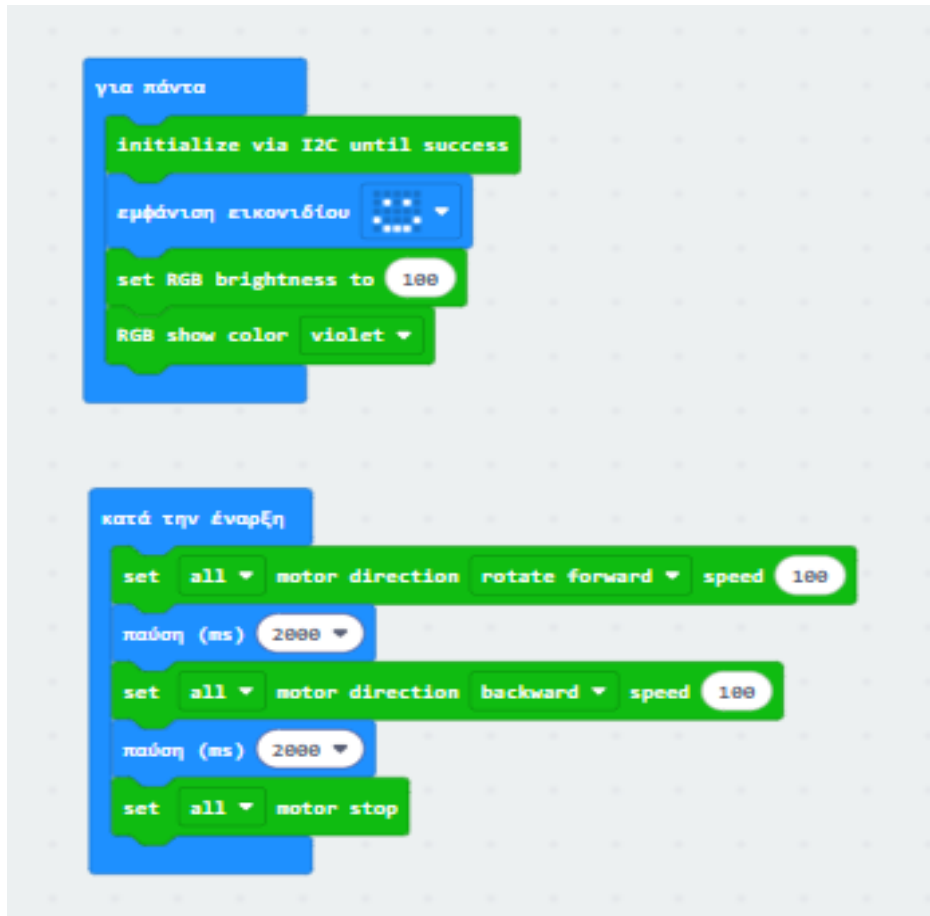 για πάντα
initialize via I2C until success
εμφάνιση εικονιδίου
set RGB brightness to 100
RGB show color violet
κατά την έναρξη
set all motor direction rotate forward speed 100
παύση (ms) 2000
set all motor direction backward speed 100
παύση (ms) 2000
set all motor stop